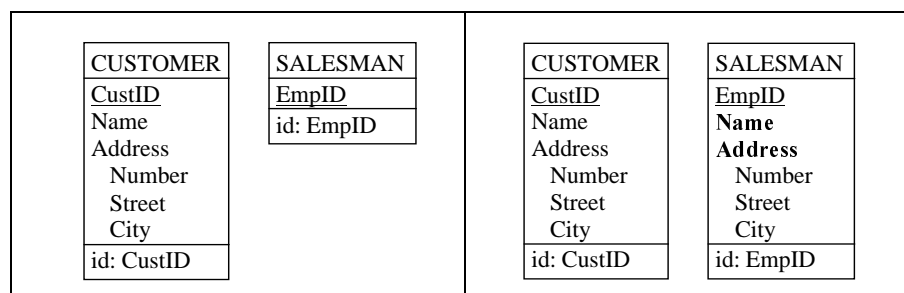 CUSTOMER
CustID
Name
Address
Number
Street
City
id: CustID
SALESMAN
EmpID
id: EmpID
CUSTOMER
CustID
Name
Address
Number
Street
City
id: CustID
SALESMAN
EmpID
Name
Address
Number
Street
City
id: EmpID